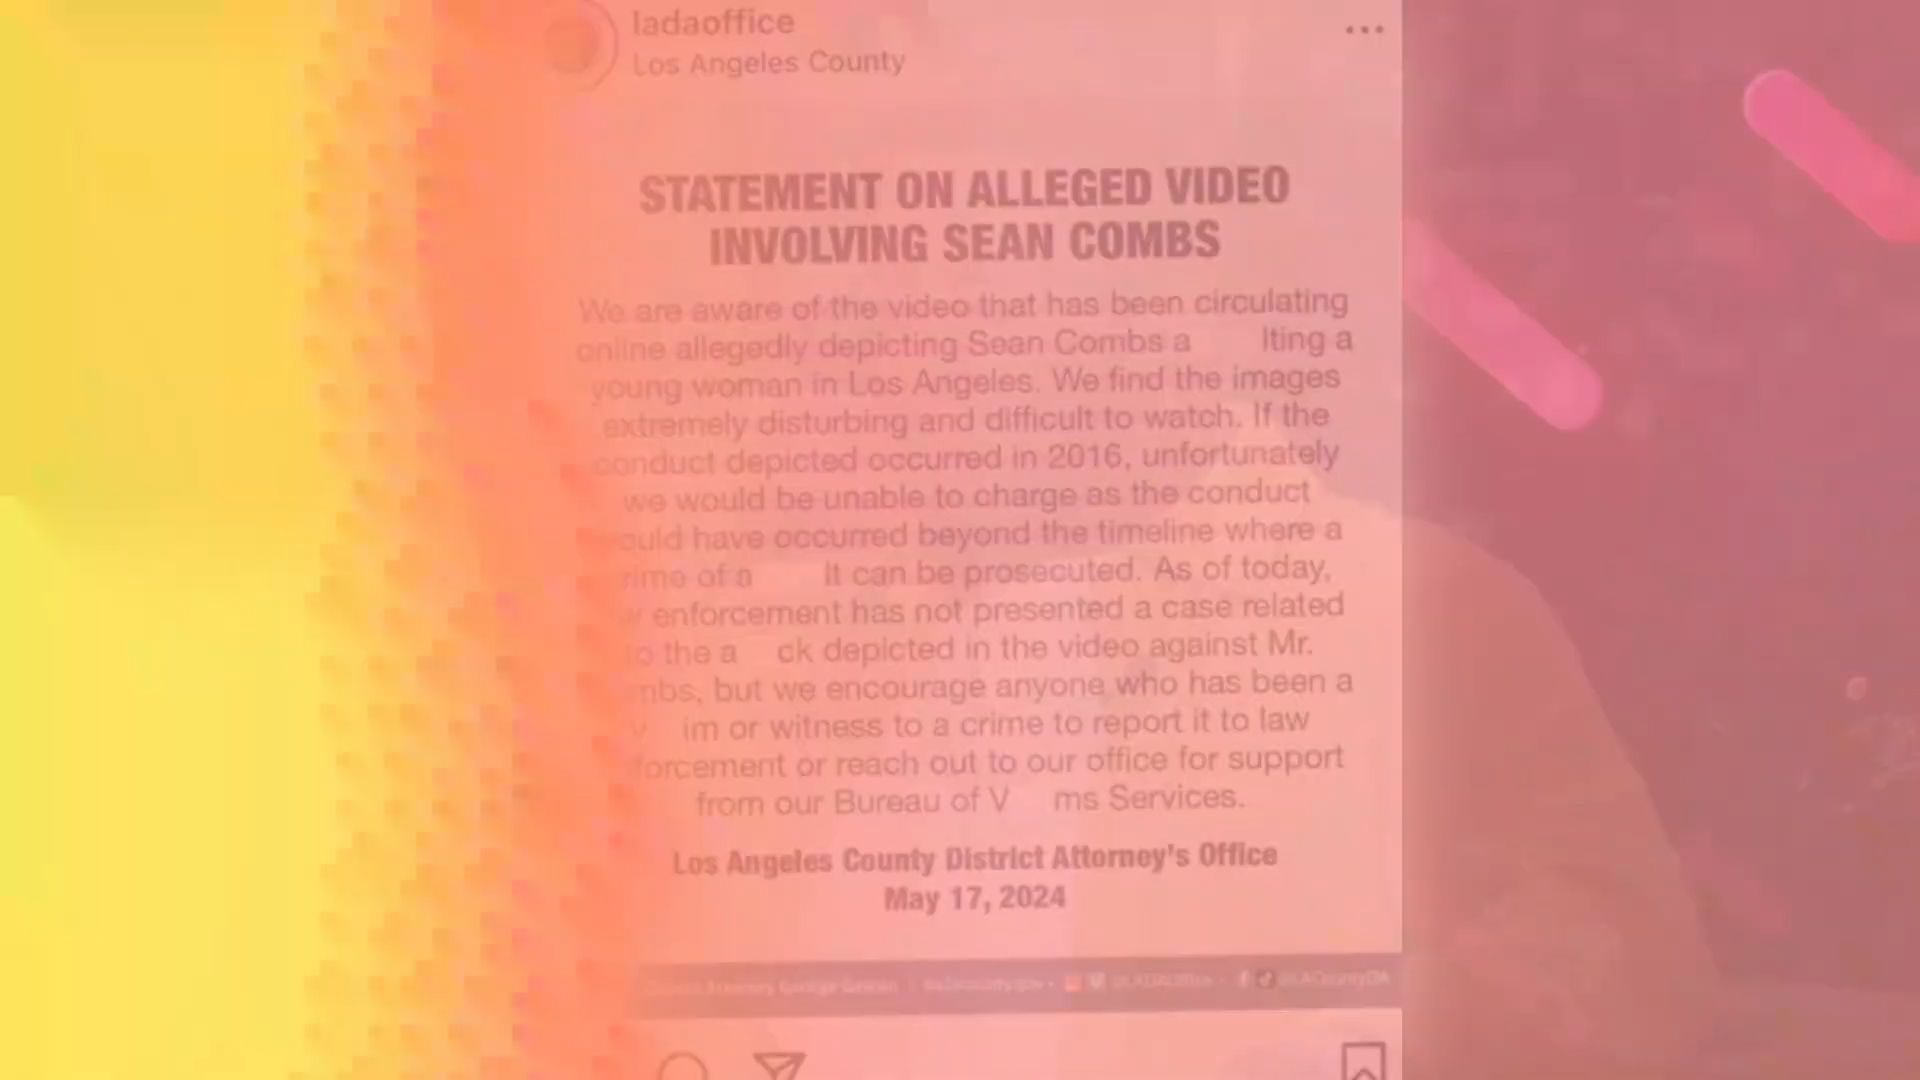 ladaoffice
Los Angeles County
STATEMENT ON ALLEGED VIDEO
INVOLVING SEAN COMBS
We are aware of the video that has been circulating
online allegedly depicting Sean Combs a lting a
young woman in Los Angeles. We find the images
extremely disturbing and difficult to watch. If the
conduct depicted occurred in 2016, unfortunately
we would be unable to charge as the conduct
ould have occurred beyond the timeline where a
rime of a lt can be prosecuted. As of today,
w enforcement has not presented a case related
to the a ck depicted in the video against Mr.
mbs, but we encourage anyone who has been a
v im or witness to a crime to report it to law
forcement or reach out to our office for support
from our Bureau of V ms Services.
Los Angeles County District Attorney's Office
May 17, 2024
Attorney George Gascón @LADAOffice @LACountyDA